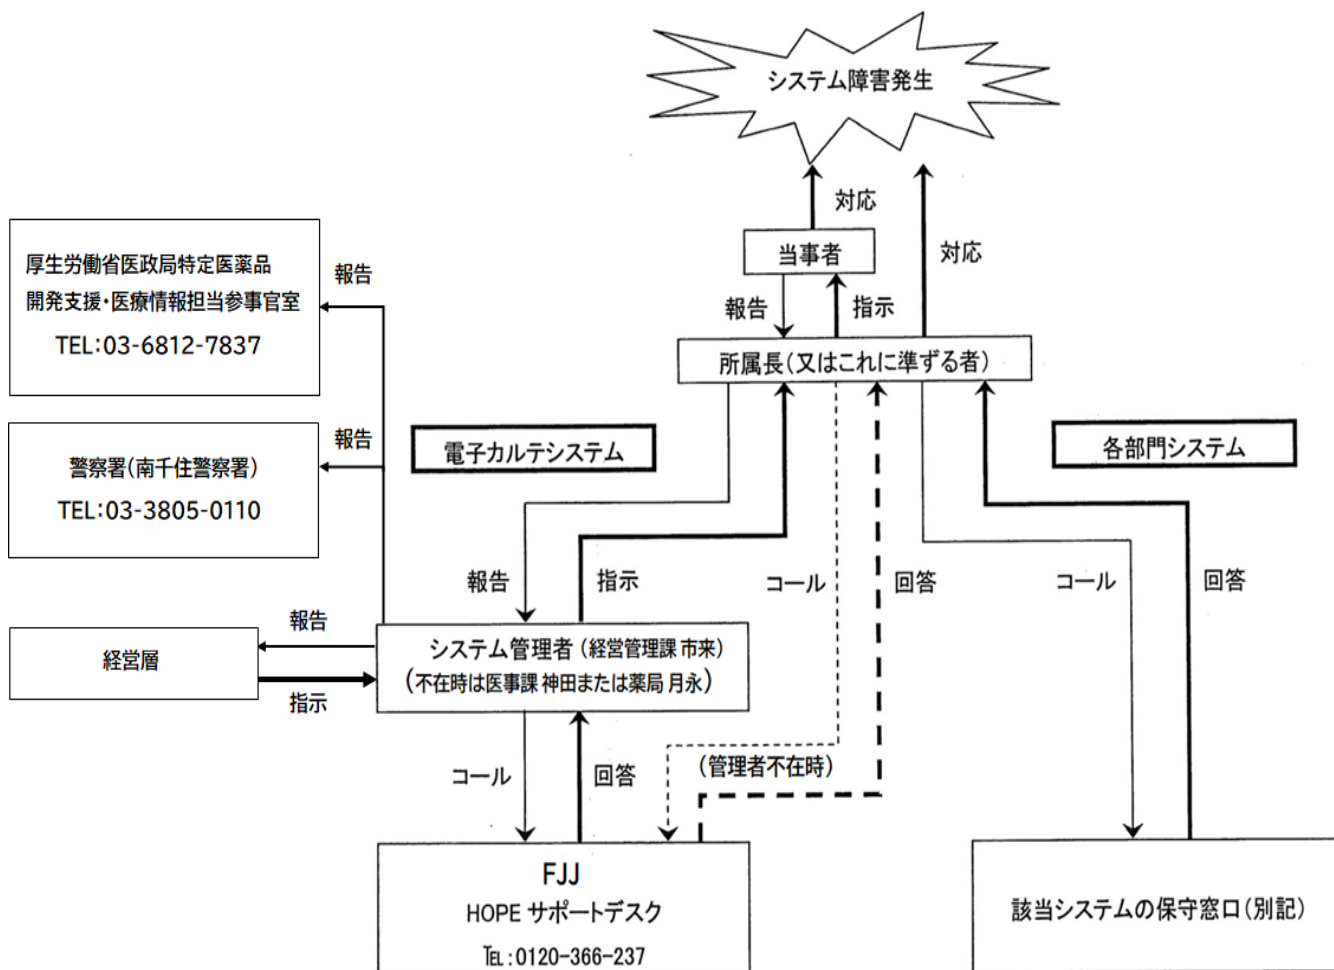 システム障害発生
対応
当事者
対応
報告
指示
所属長(又はこれに準ずる者)
厚生労働省医政局特定医薬品
開発支援・医療情報担当参事官室
TEL:03-6812-7837
報告
警察署(南千住警察署)
TEL:03-3805-0110
報告
電子カルテシステム
各部門システム
報告
指示
コール
回答
コール
回答
経営層
報告
指示
システム管理者(経営管理課 市来)
(不在時は医事課 神田または薬局 月永)
コール
回答
(管理者不在時)
FJJ
HOPE サポートデスク
℡:0120-366-237
該当システムの保守窓口(別記)